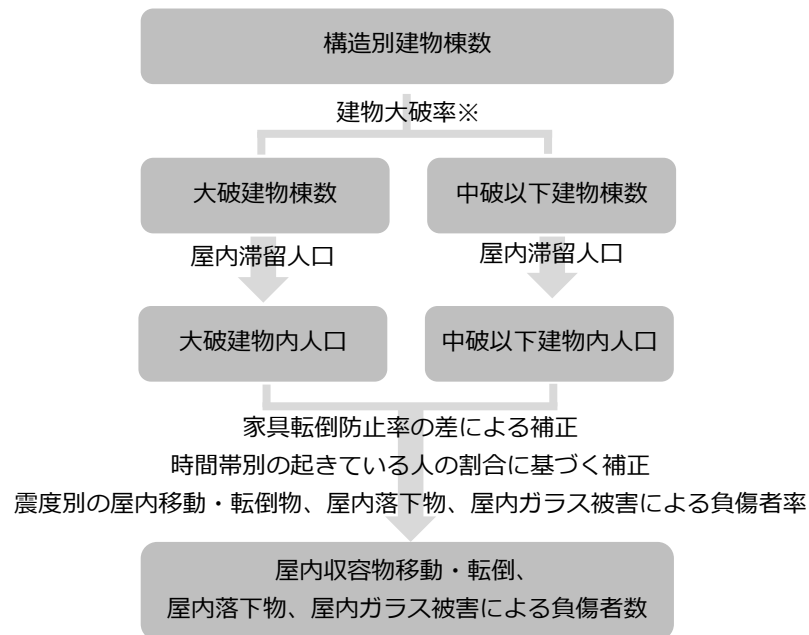 構造別建物棟数
建物大破率※
大破建物棟数
中破以下建物棟数
屋内滞留人口
屋内滞留人口
大破建物内人口
中破以下建物内人口
家具転倒防止率の差による補正
時間帯別の起きている人の割合に基づく補正
震度別の屋内移動・転倒物、屋内落下物、屋内ガラス被害による負傷者率
屋内収容物移動・転倒、
屋内落下物、屋内ガラス被害による負傷者数